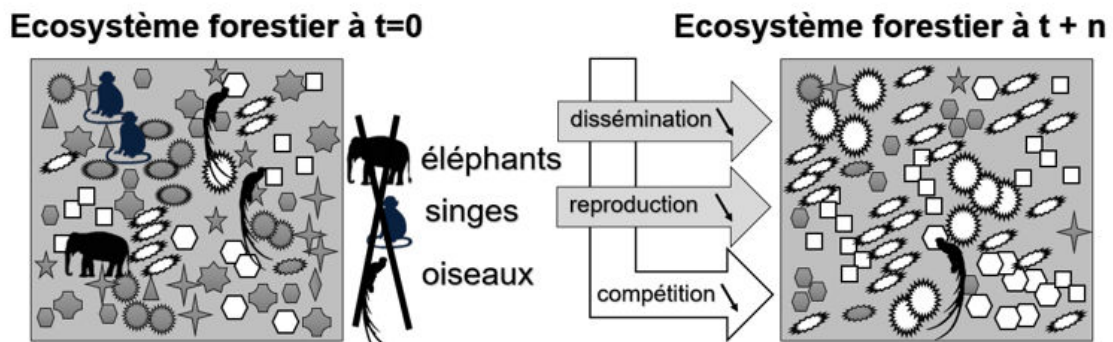 Ecosystème forestier à t=0
Ecosystème forestier à t + n
éléphants
singes
oiseaux
dissémination
reproduction
compétition